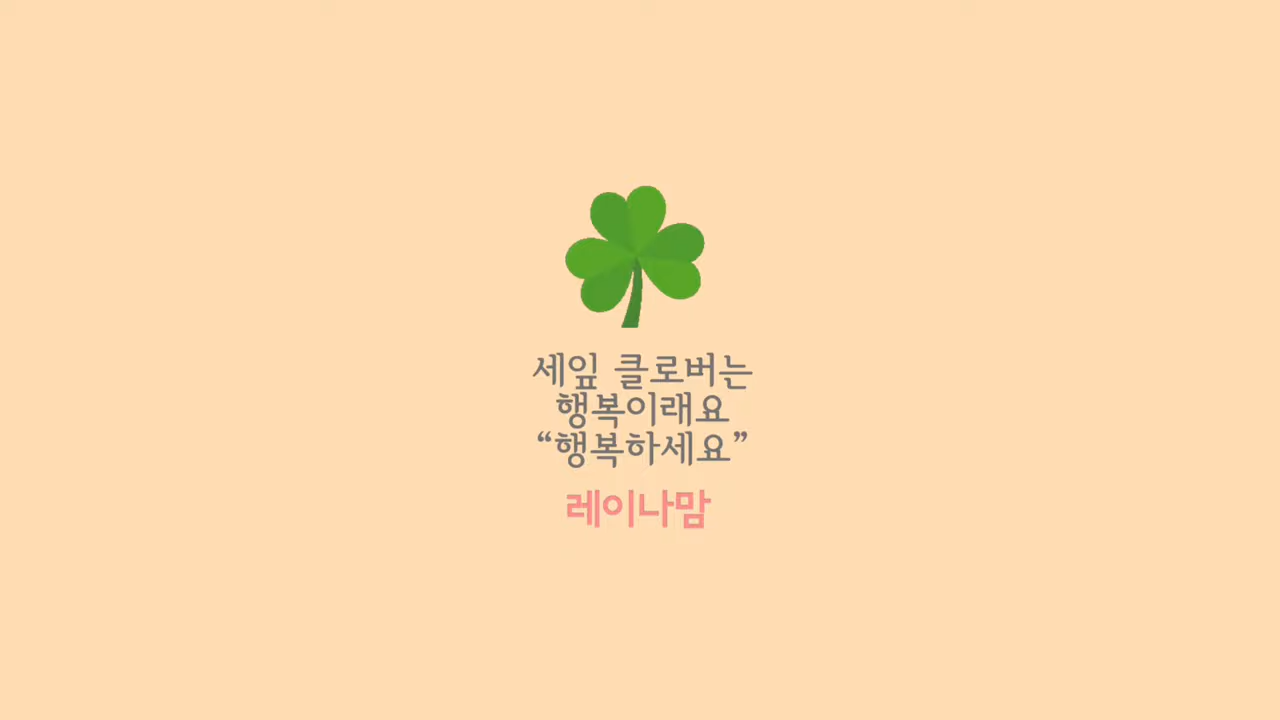 세잎 클로버는
행복이래요
“행복하세요”
레이나맘